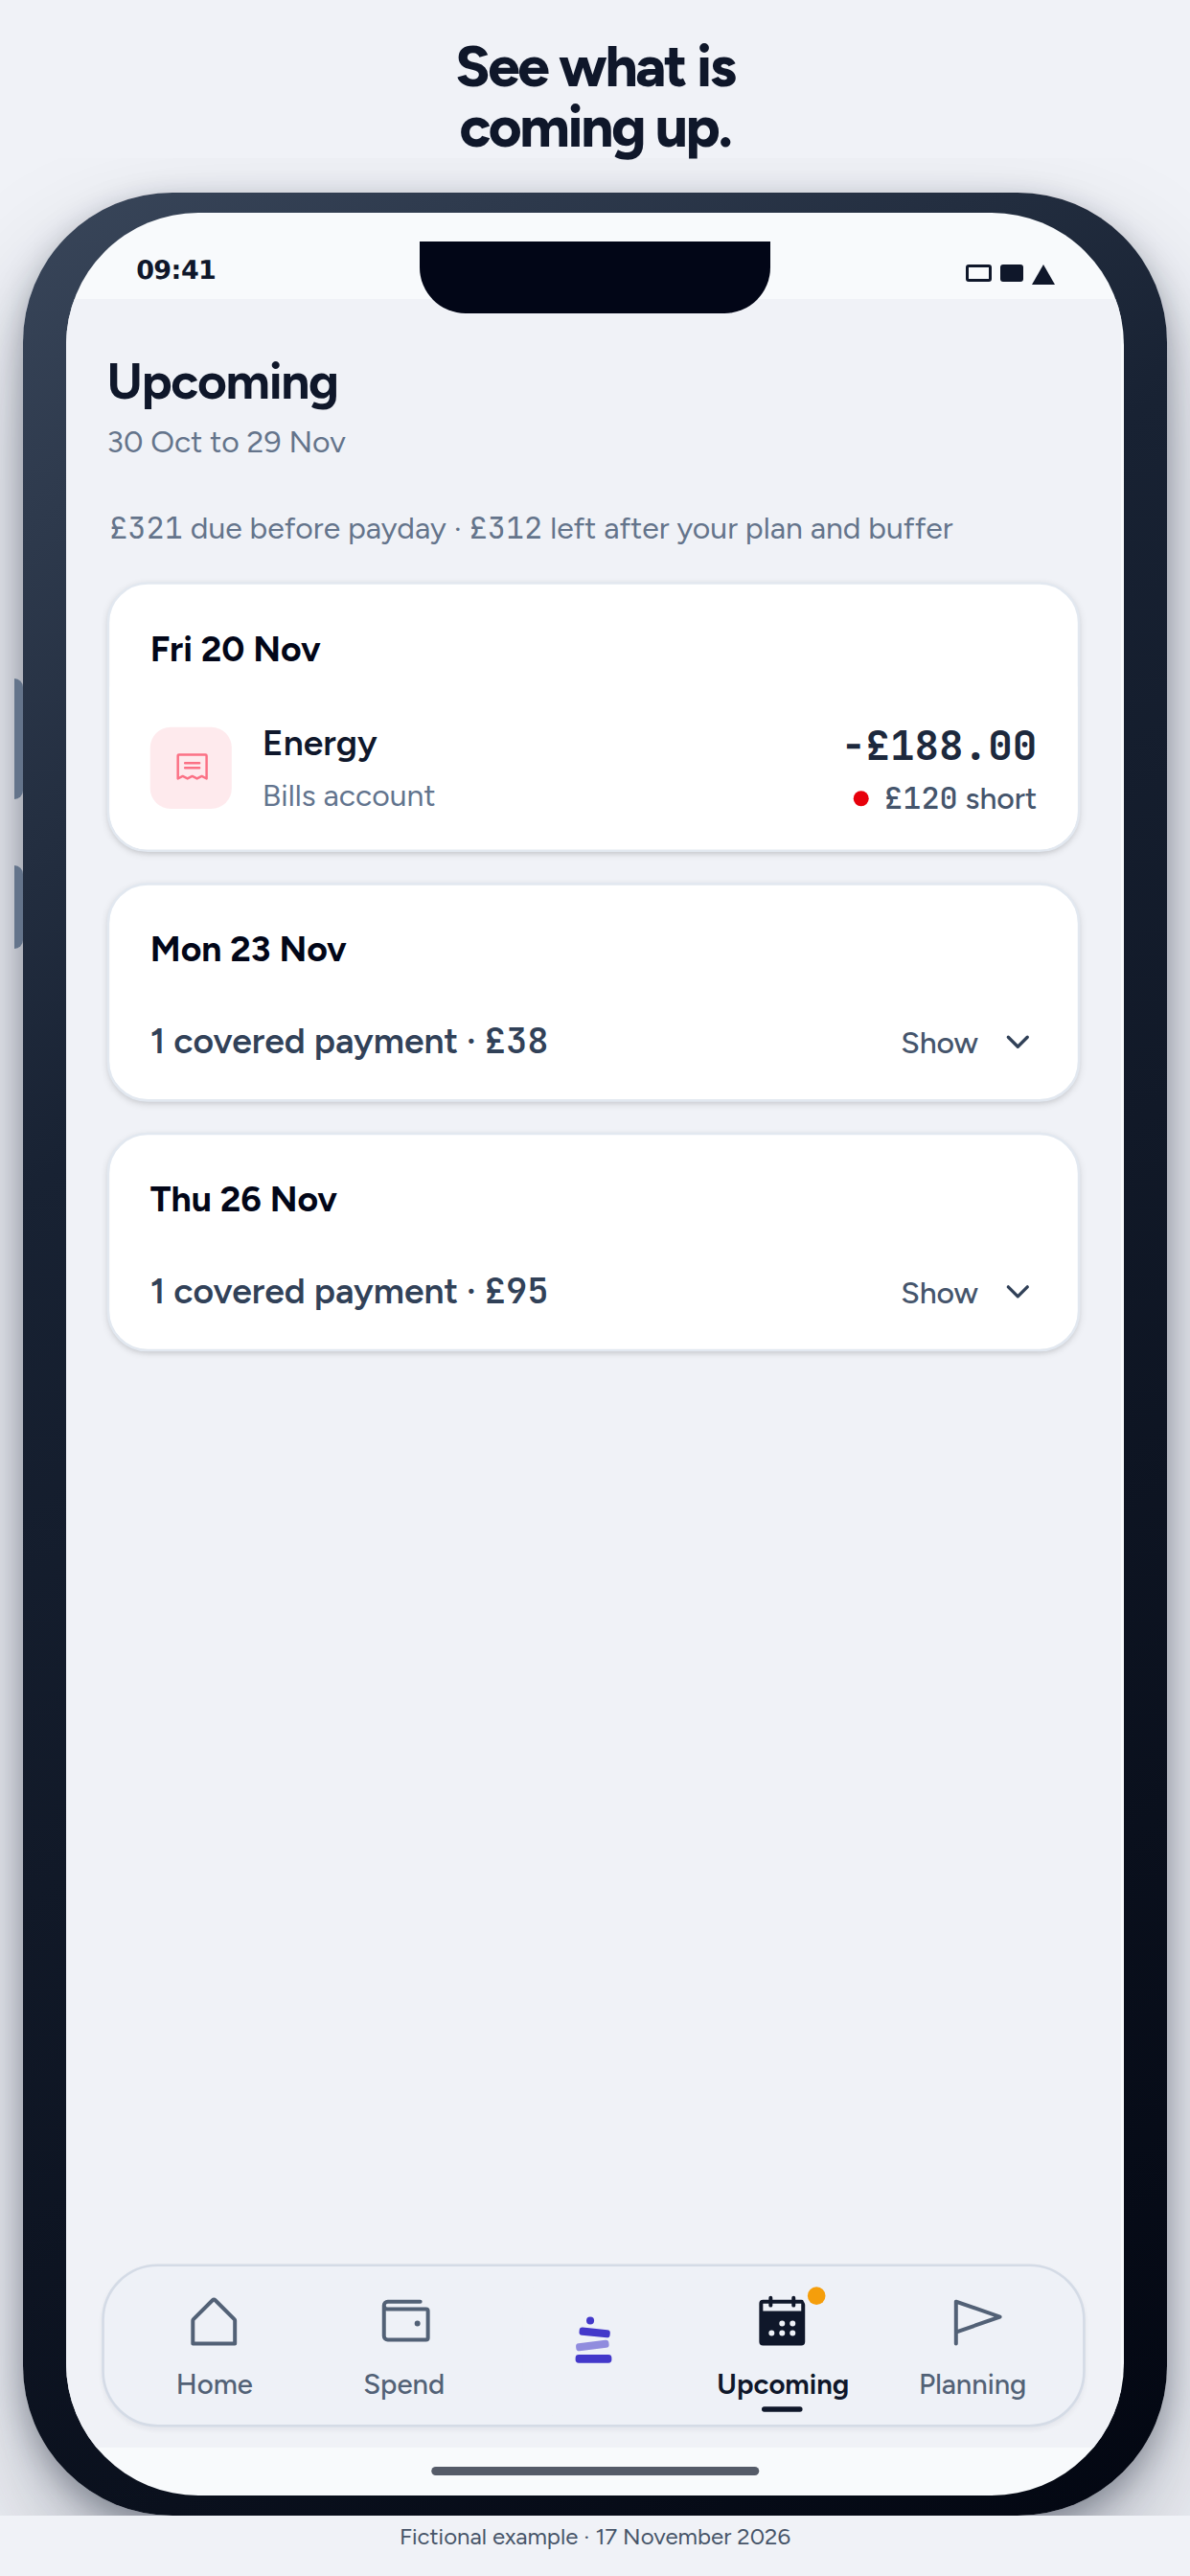 See what is
coming up.
09:41
Upcoming
30 Oct to 29 Nov
£321 due before payday · £312 left after your plan and buffer
Fri 20 Nov
Energy
-£188.00
Bills account
£120 short
Mon 23 Nov
1 covered payment · £38
Show
Thu 26 Nov
1 covered payment · £95
Show
Home
Spend
Upcoming
Planning
Fictional example · 17 November 2026